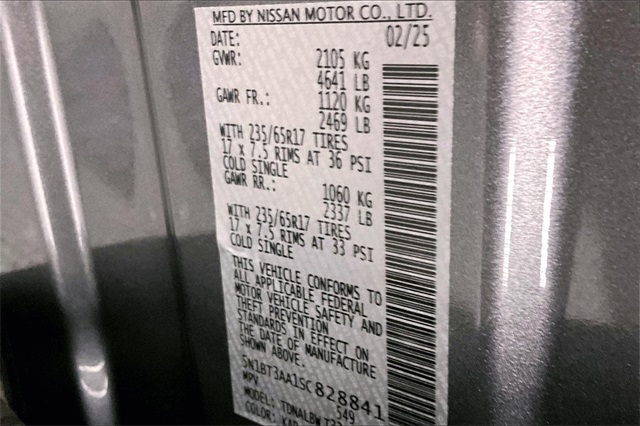 MFD BY NISSAN MOTOR CO., LTD.
DATE: 02/25
GVWR: 2105 KG
4641 LB
GAWR FR.: 1120 KG
2469 LB
WITH 235/65R17 TIRES
17 x 7.5 RIMS AT 36 PSI
COLD SINGLE
GAWR RR.: 1060 KG
2337 LB
WITH 235/65R17 TIRES
17 x 7.5 RIMS AT 33 PSI
COLD SINGLE
THIS VEHICLE CONFORMS TO
ALL APPLICABLE FEDERAL
MOTOR VEHICLE SAFETY AND
THEFT PREVENTION
STANDARDS IN EFFECT ON
THE DATE OF MANUFACTURE
SHOWN ABOVE.
5N1BT3AA1SC828841
MPV 549
MODEL:
COLOR: